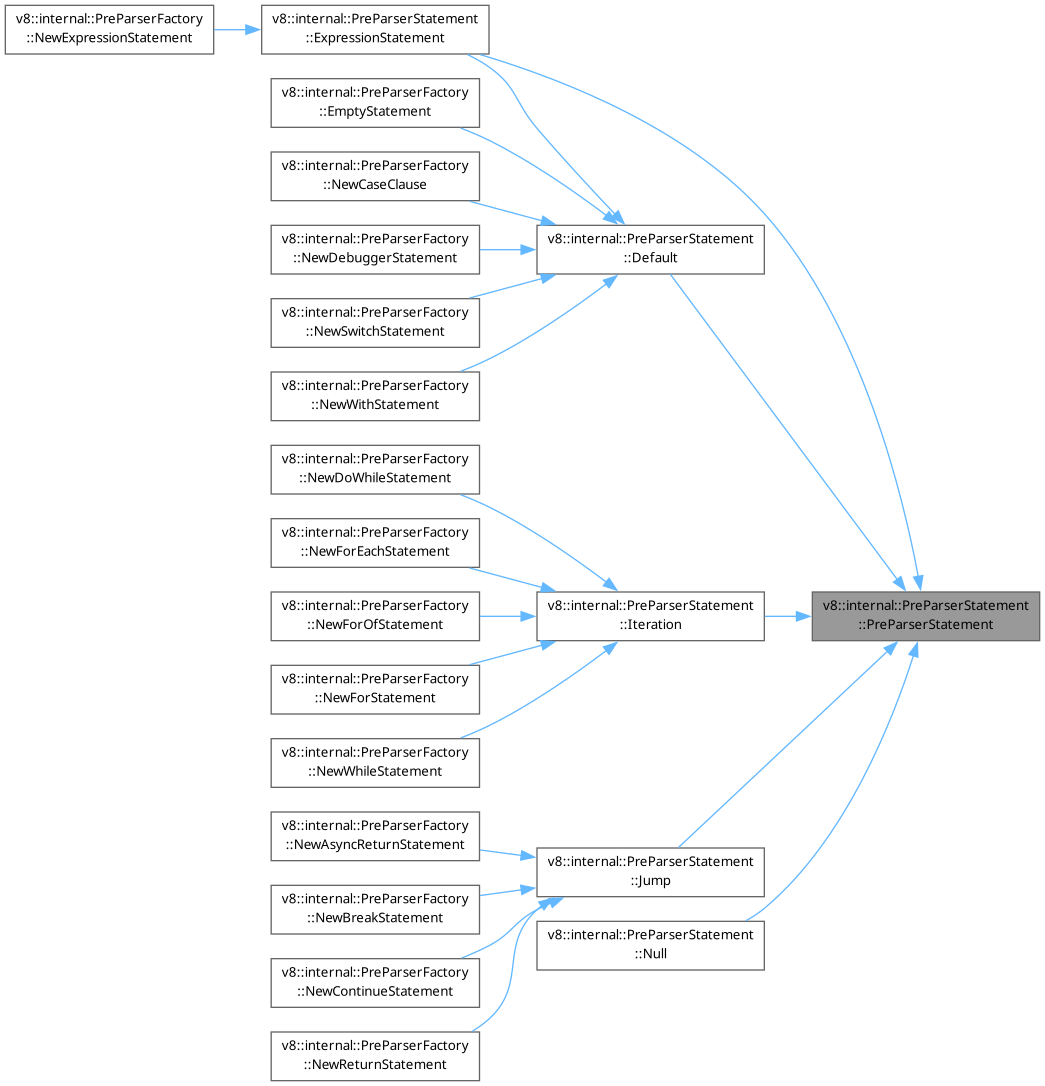 v8::internal::PreParserFactory
::NewExpressionStatement
v8::internal::PreParserStatement
::ExpressionStatement
v8::internal::PreParserFactory
::EmptyStatement
v8::internal::PreParserFactory
::NewCaseClause
v8::internal::PreParserFactory
::NewDebuggerStatement
v8::internal::PreParserStatement
::Default
v8::internal::PreParserFactory
::NewSwitchStatement
v8::internal::PreParserFactory
::NewWithStatement
v8::internal::PreParserFactory
::NewDoWhileStatement
v8::internal::PreParserFactory
::NewForEachStatement
v8::internal::PreParserFactory
::NewForOfStatement
v8::internal::PreParserStatement
::Iteration
v8::internal::PreParserStatement
::PreParserStatement
v8::internal::PreParserFactory
::NewForStatement
v8::internal::PreParserFactory
::NewWhileStatement
v8::internal::PreParserFactory
::NewAsyncReturnStatement
v8::internal::PreParserStatement
::Jump
v8::internal::PreParserFactory
::NewBreakStatement
v8::internal::PreParserStatement
::Null
v8::internal::PreParserFactory
::NewContinueStatement
v8::internal::PreParserFactory
::NewReturnStatement